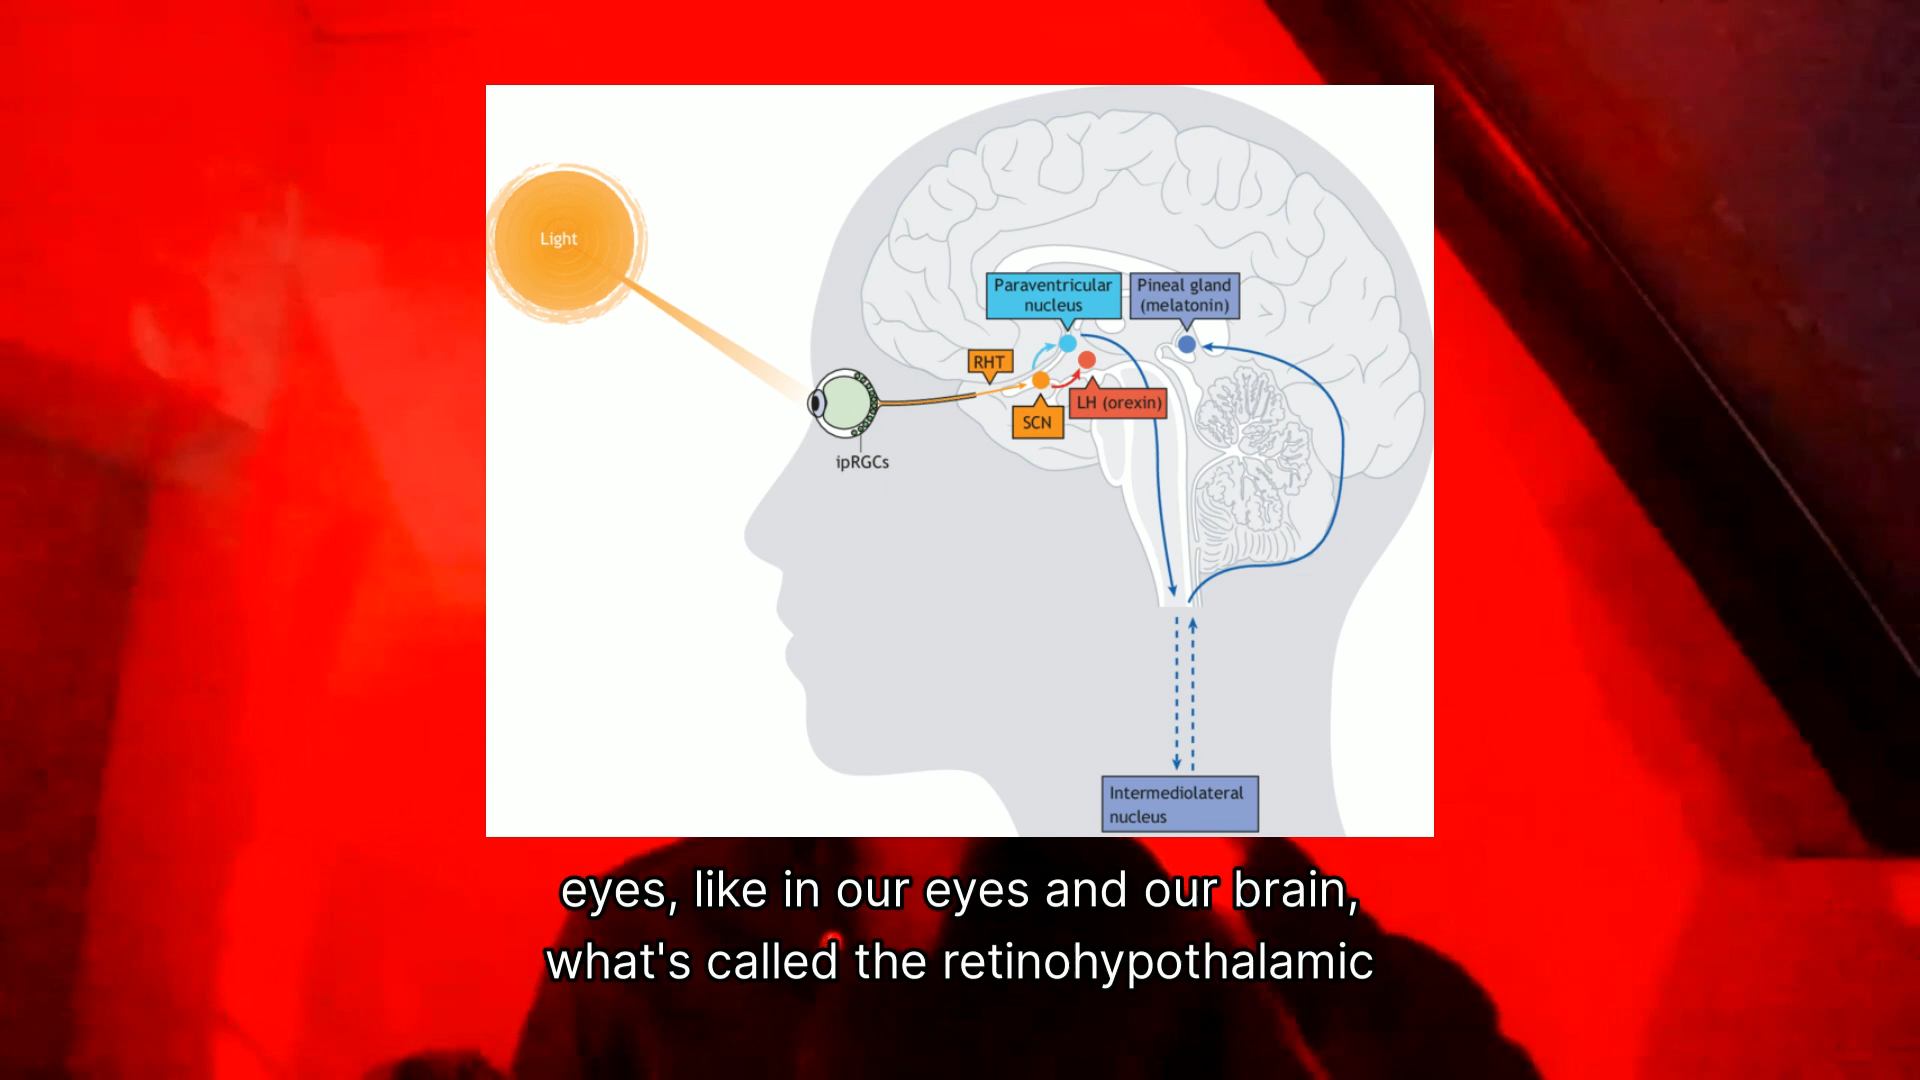 Light
Paraventricular
nucleus
Pineal gland
(melatonin)
RHT
LH (orexin)
SCN
ipRGCs
Intermediolateral
nucleus
eyes, like in our eyes and our brain,
what's called the retinohypothalamic